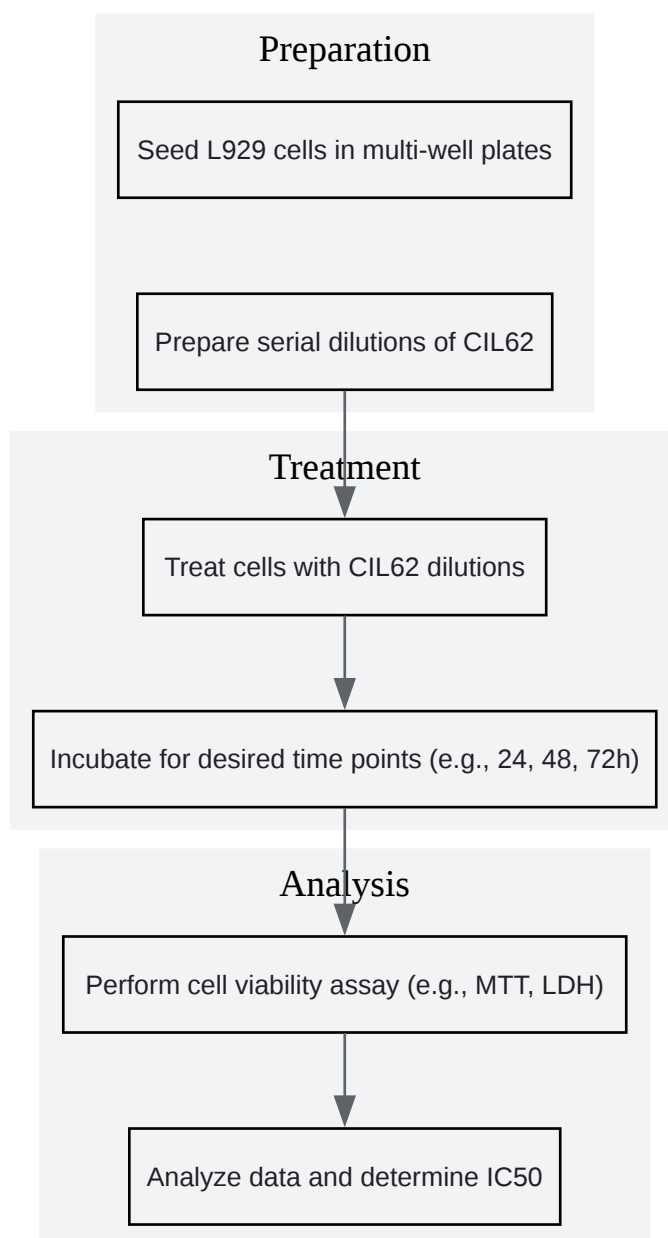 Preparation
Seed L929 cells in multi-well plates
Prepare serial dilutions of CIL62
Treatment
Treat cells with CIL62 dilutions
Incubate for desired time points (e.g., 24, 48, 72h)
Analysis
Perform cell viability assay (e.g., MTT, LDH)
Analyze data and determine IC50